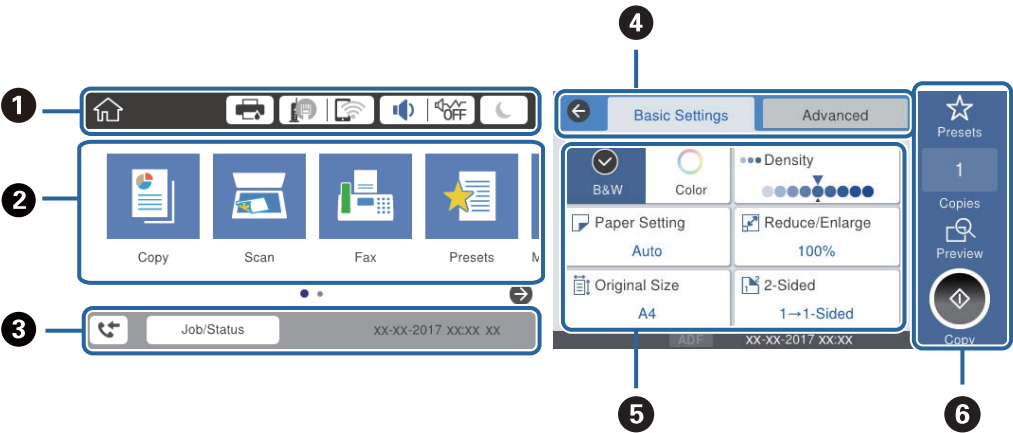 4
1
OFF
2
Copy
Scan
Fax
Presets
3
Job/Status
xx-xx-2017 xx:xx xx
Basic Settings
Advanced
B&W
Color
Density
Paper Setting
Auto
Reduce/Enlarge
100%
Original Size
A4
2-Sided
1→1-Sided
ADF
xx-xx-2017 xx:xx
Presets
1
Copies
Preview
Copy
5
6